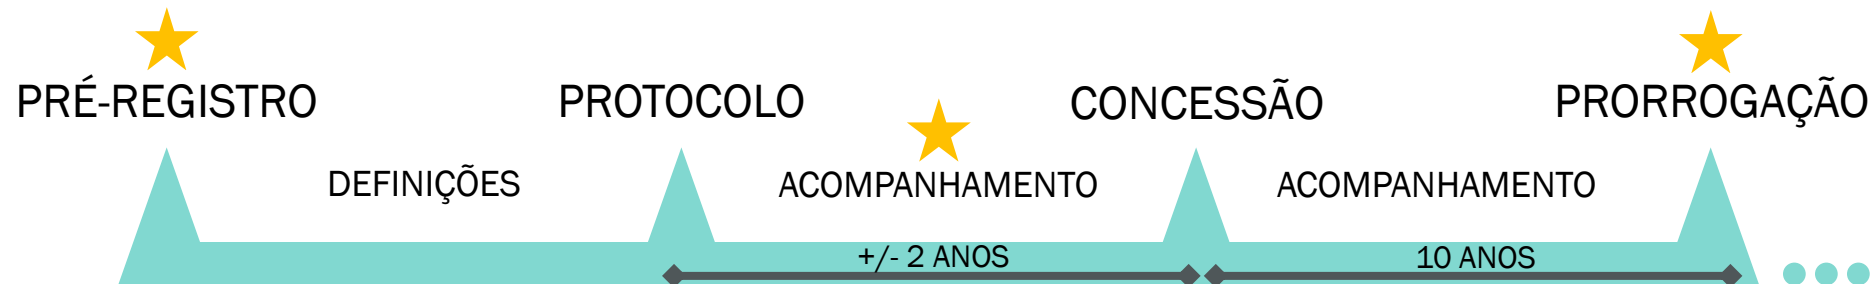 PRÉ-REGISTRO
PROTOCOLO
CONCESSÃO
PRORROGAÇÃO
DEFINIÇÕES
ACOMPANHAMENTO
ACOMPANHAMENTO
+/- 2 ANOS
10 ANOS